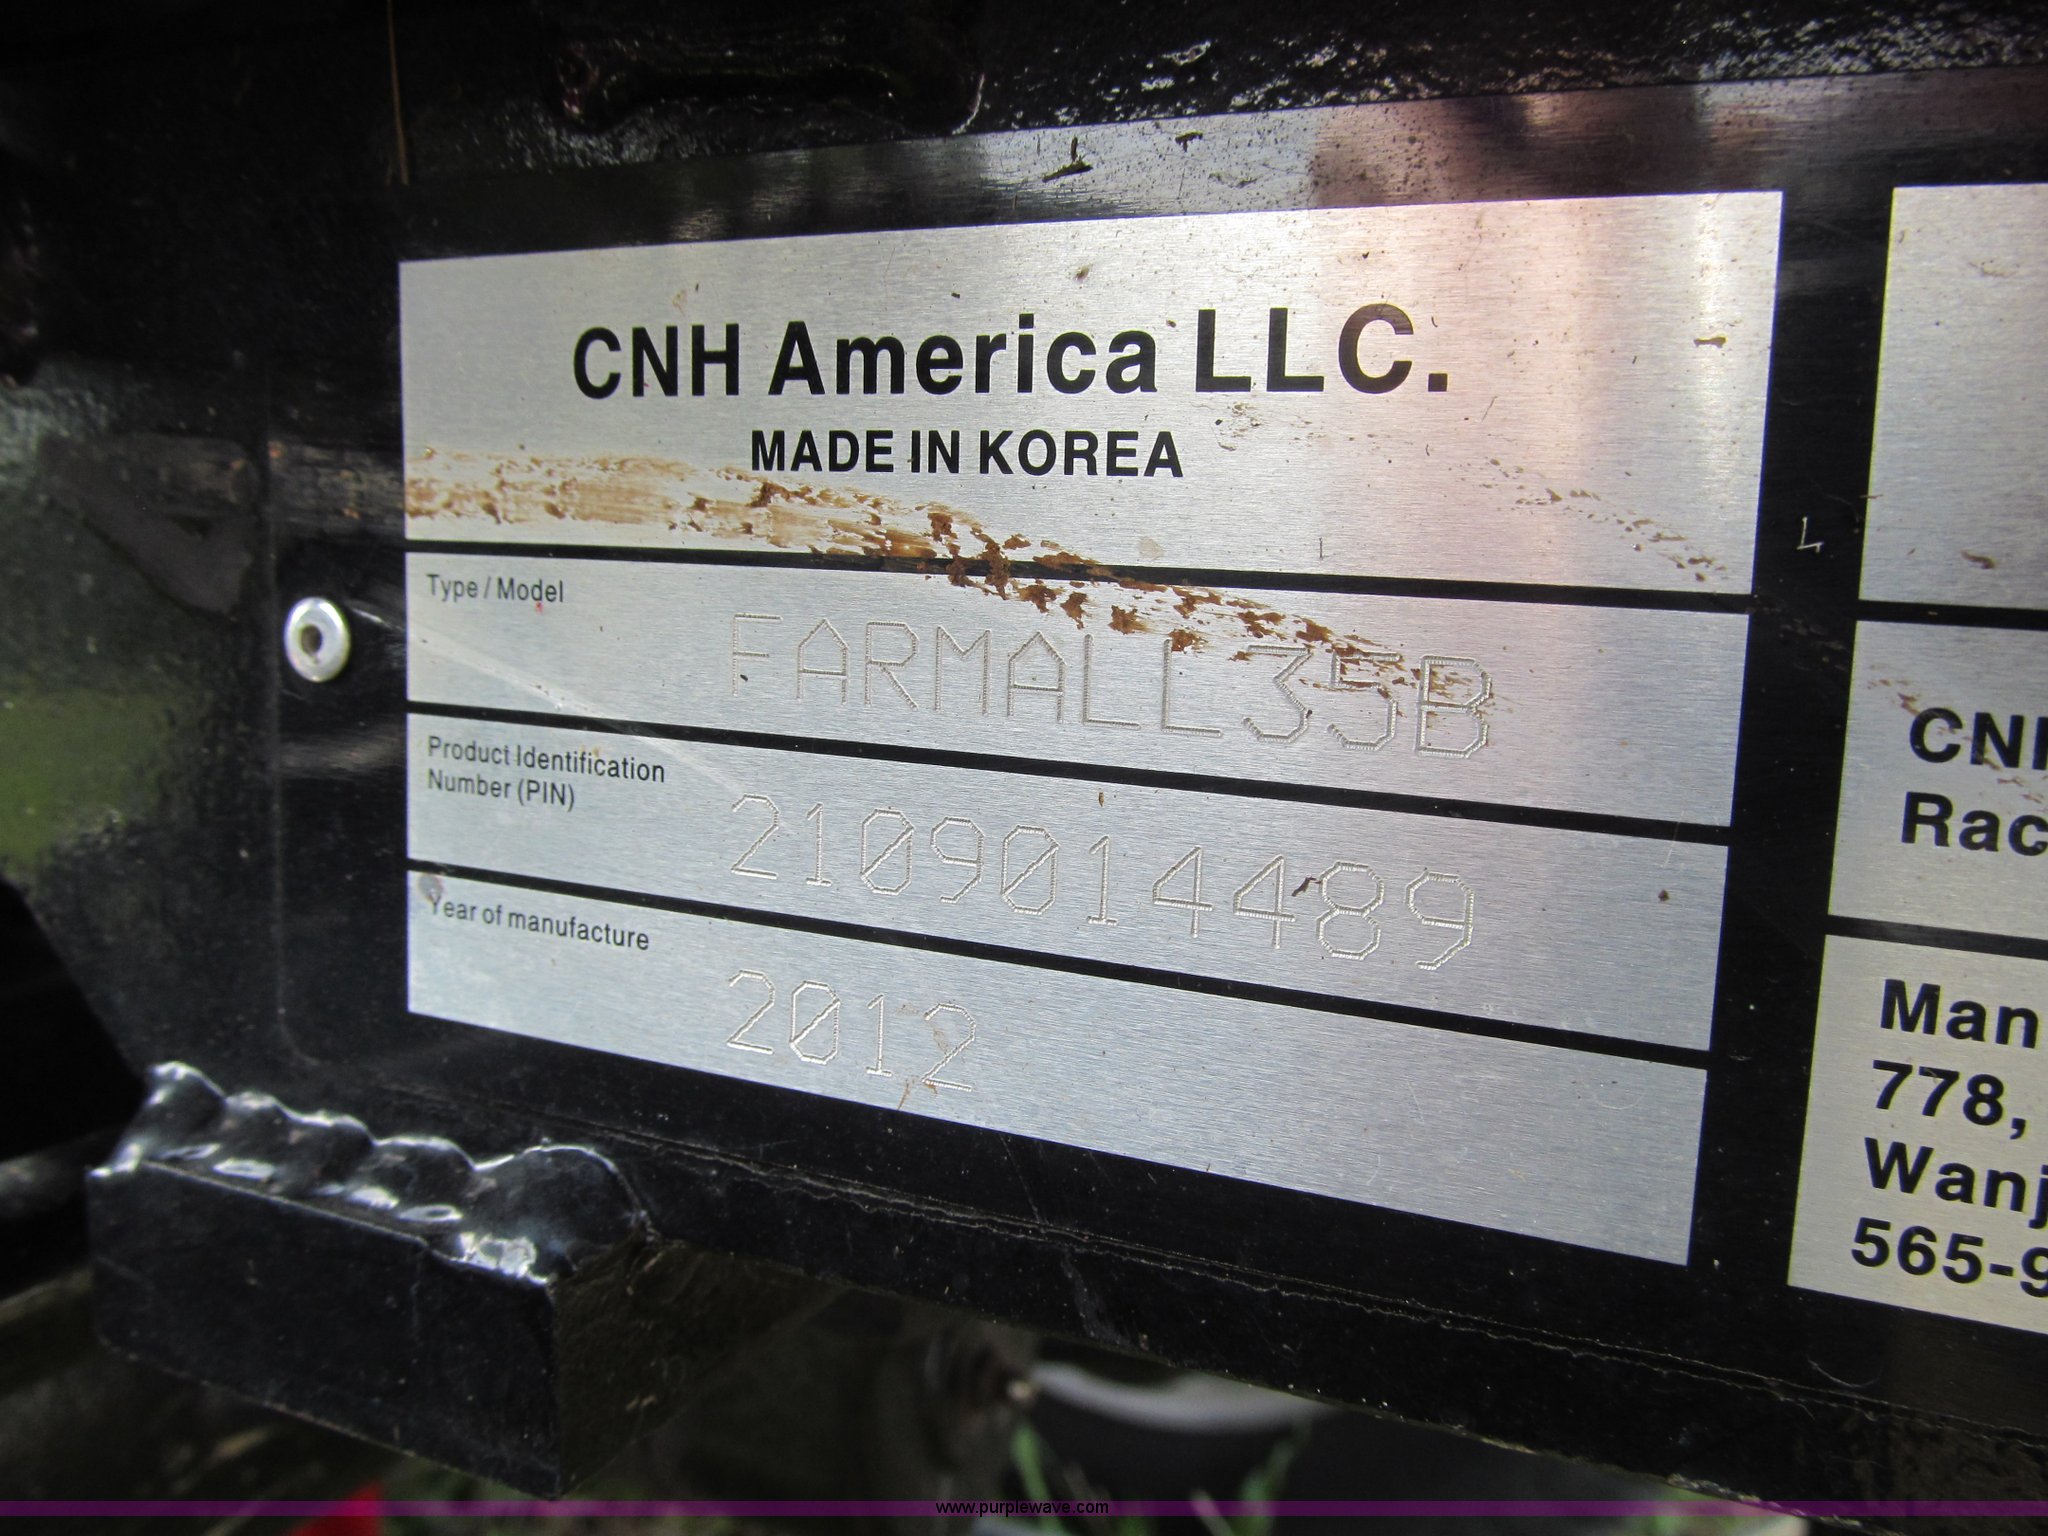 CNH America LLC.
MADE IN KOREA
Type / Model
FARMALL35B
Product Identification
Number (PIN)
2109014489
Year of manufacture
2012
CNH
Rac
Man
778,
Wanj
565-9
www.purplewave.com